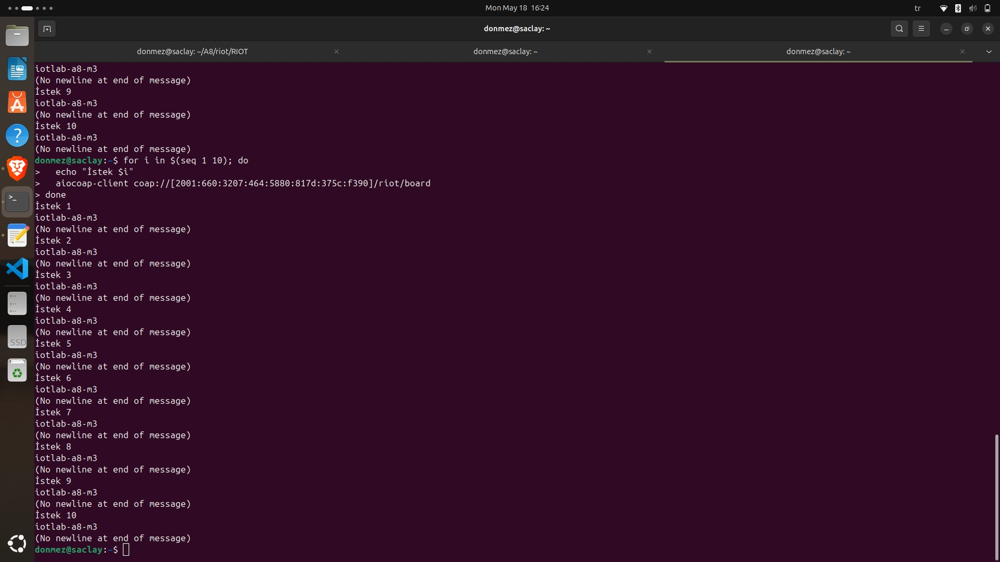 Mon May 18 16:24
tr
donmez@saclay: ~
donmez@saclay: ~/A8/riot/RIOT
donmez@saclay: ~
donmez@saclay: ~
iotlab-a8-m3
(No newline at end of message)
İstek 9
iotlab-a8-m3
(No newline at end of message)
İstek 10
iotlab-a8-m3
(No newline at end of message)
donmez@saclay:~$ for i in $(seq 1 10); do
>   echo "İstek $i"
>   aiocoap-client coap://[2001:660:3207:464:5880:817d:375c:f390]/riot/board
> done
İstek 1
iotlab-a8-m3
(No newline at end of message)
İstek 2
iotlab-a8-m3
(No newline at end of message)
İstek 3
iotlab-a8-m3
(No newline at end of message)
İstek 4
iotlab-a8-m3
(No newline at end of message)
İstek 5
iotlab-a8-m3
(No newline at end of message)
İstek 6
iotlab-a8-m3
(No newline at end of message)
İstek 7
iotlab-a8-m3
(No newline at end of message)
İstek 8
iotlab-a8-m3
(No newline at end of message)
İstek 9
iotlab-a8-m3
(No newline at end of message)
İstek 10
iotlab-a8-m3
(No newline at end of message)
donmez@saclay:~$
SSD